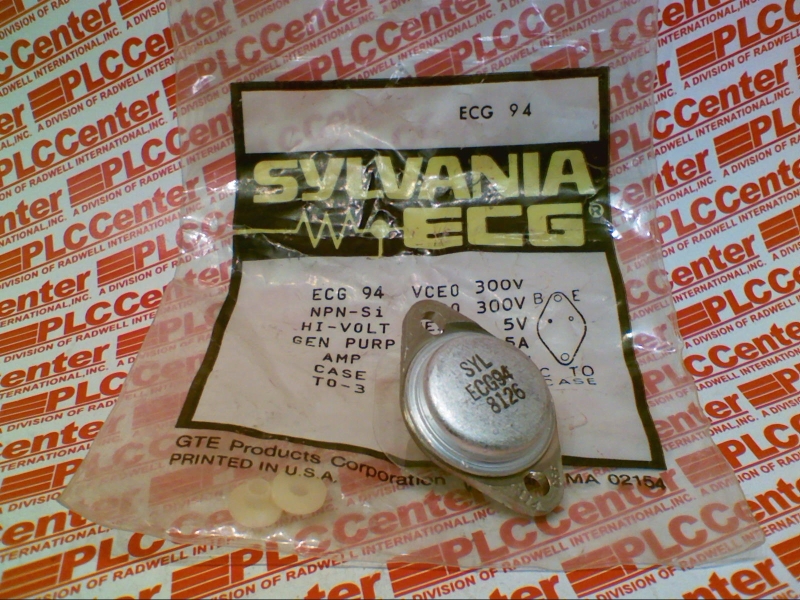 ECG 94
SYLVANIA
ECG®
ECG 94 VCEO 300V
NPN-Si 300V B E
HI-VOLT 5V
GEN PURP 5A
AMP
CASE C TO
TO-3 CASE
SYL
ECG94
8126
GTE Products Corporation MA 02154
PRINTED IN U.S.A.
PLCCenter
A DIVISION OF RADWELL INTERNATIONAL, INC.